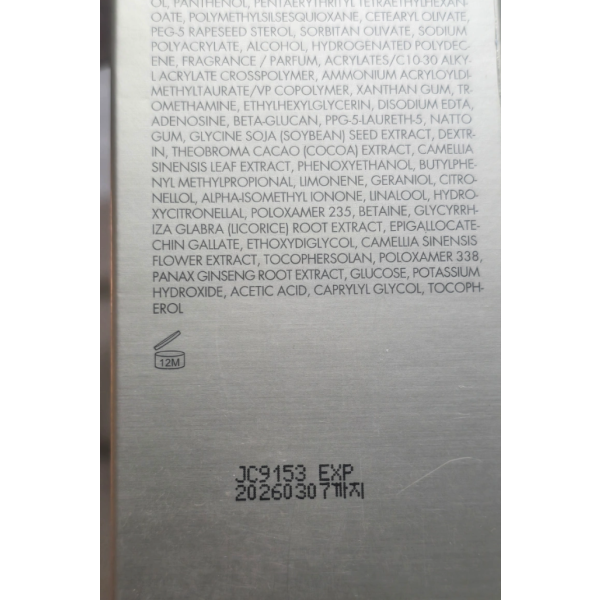 OL, PANTHENOL, PENTAERYTHRITYL TETRAETHYLHEXAN-
OATE, POLYMETHYLSILSESQUIOXANE, CETEARYL OLIVATE,
PEG-5 RAPESEED STEROL, SORBITAN OLIVATE, SODIUM
POLYACRYLATE, ALCOHOL, HYDROGENATED POLYDEC-
ENE, FRAGRANCE / PARFUM, ACRYLATES/C10-30 ALKY-
L ACRYLATE CROSSPOLYMER, AMMONIUM ACRYLOYLDI-
METHYLTAURATE/VP COPOLYMER, XANTHAN GUM, TR-
OMETHAMINE, ETHYLHEXYLGLYCERIN, DISODIUM EDTA,
ADENOSINE, BETA-GLUCAN, PPG-5-LAURETH-5, NATTO
GUM, GLYCINE SOJA (SOYBEAN) SEED EXTRACT, DEXTR-
IN, THEOBROMA CACAO (COCOA) EXTRACT, CAMELLIA
SINENSIS LEAF EXTRACT, PHENOXYETHANOL, BUTYLPHE-
NYL METHYLPROPIONAL, LIMONENE, GERANIOL, CITRO-
NELLOL, ALPHA-ISOMETHYL IONONE, LINALOOL, HYDRO-
XYCITRONELLAL, POLOXAMER 235, BETAINE, GLYCYRRH-
IZA GLABRA (LICORICE) ROOT EXTRACT, EPIGALLOCATE-
CHIN GALLATE, ETHOXYDIGLYCOL, CAMELLIA SINENSIS
FLOWER EXTRACT, TOCOPHERSOLAN, POLOXAMER 338,
PANAX GINSENG ROOT EXTRACT, GLUCOSE, POTASSIUM
HYDROXIDE, ACETIC ACID, CAPRYLYL GLYCOL, TOCOPH-
EROL
12M
JC9153 EXP
20260307까지